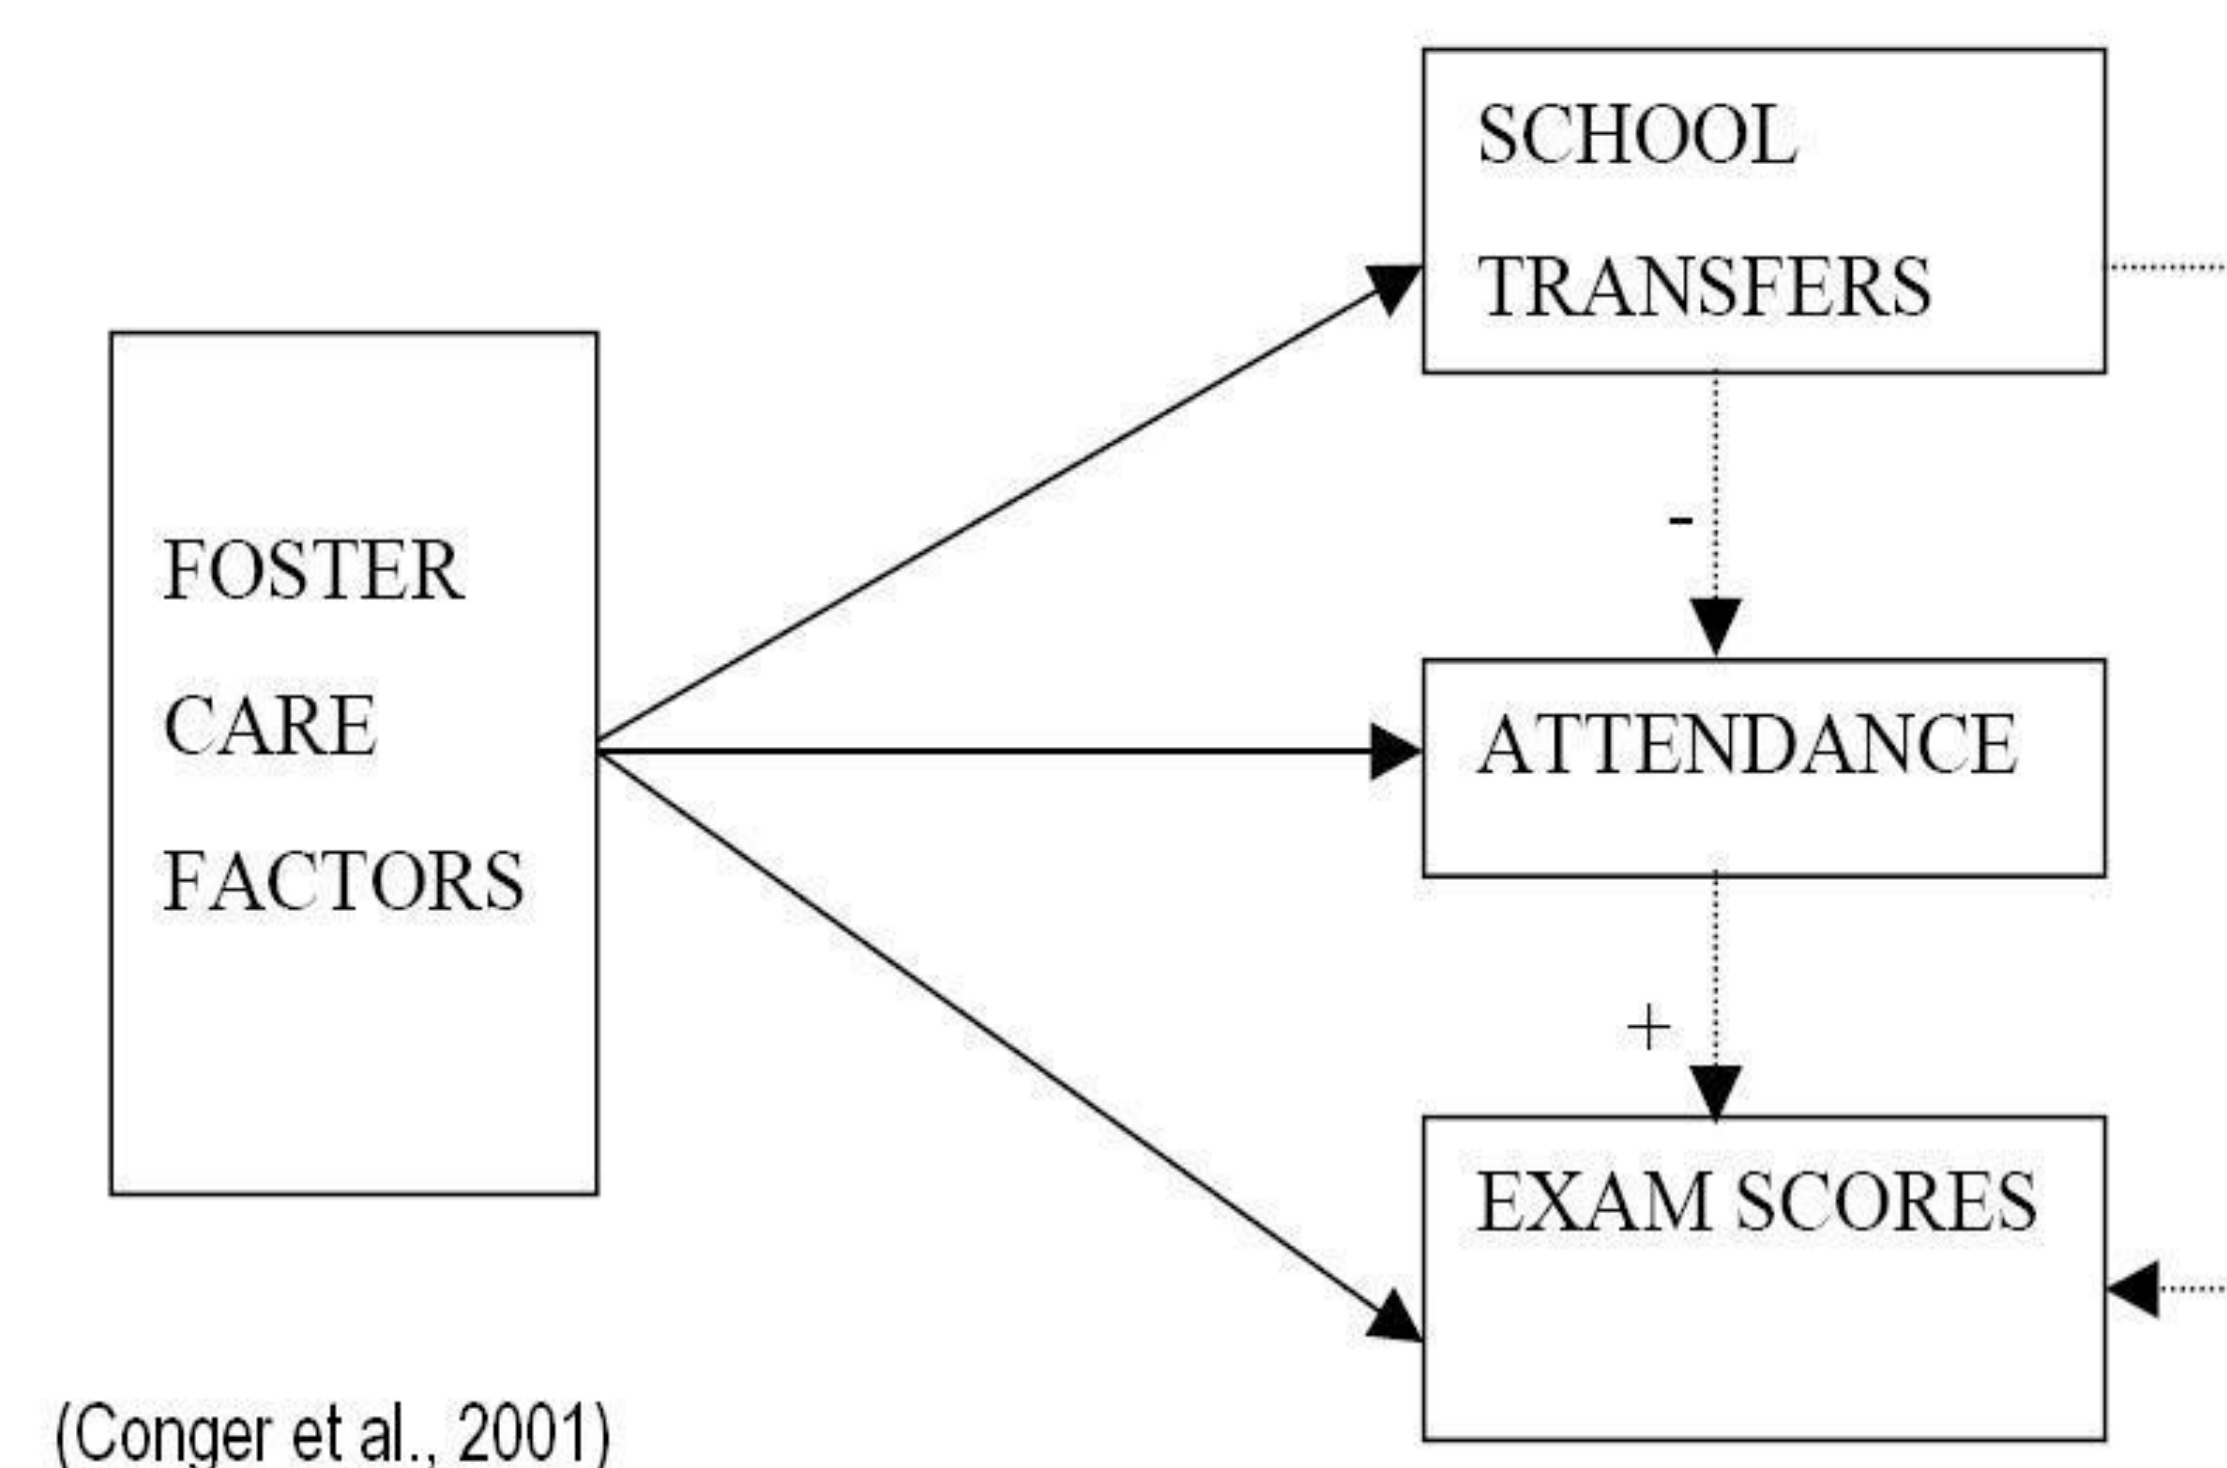 FOSTER
CARE
FACTORS
SCHOOL
TRANSFERS
-
ATTENDANCE
+
EXAM SCORES
(Conger et al., 2001)